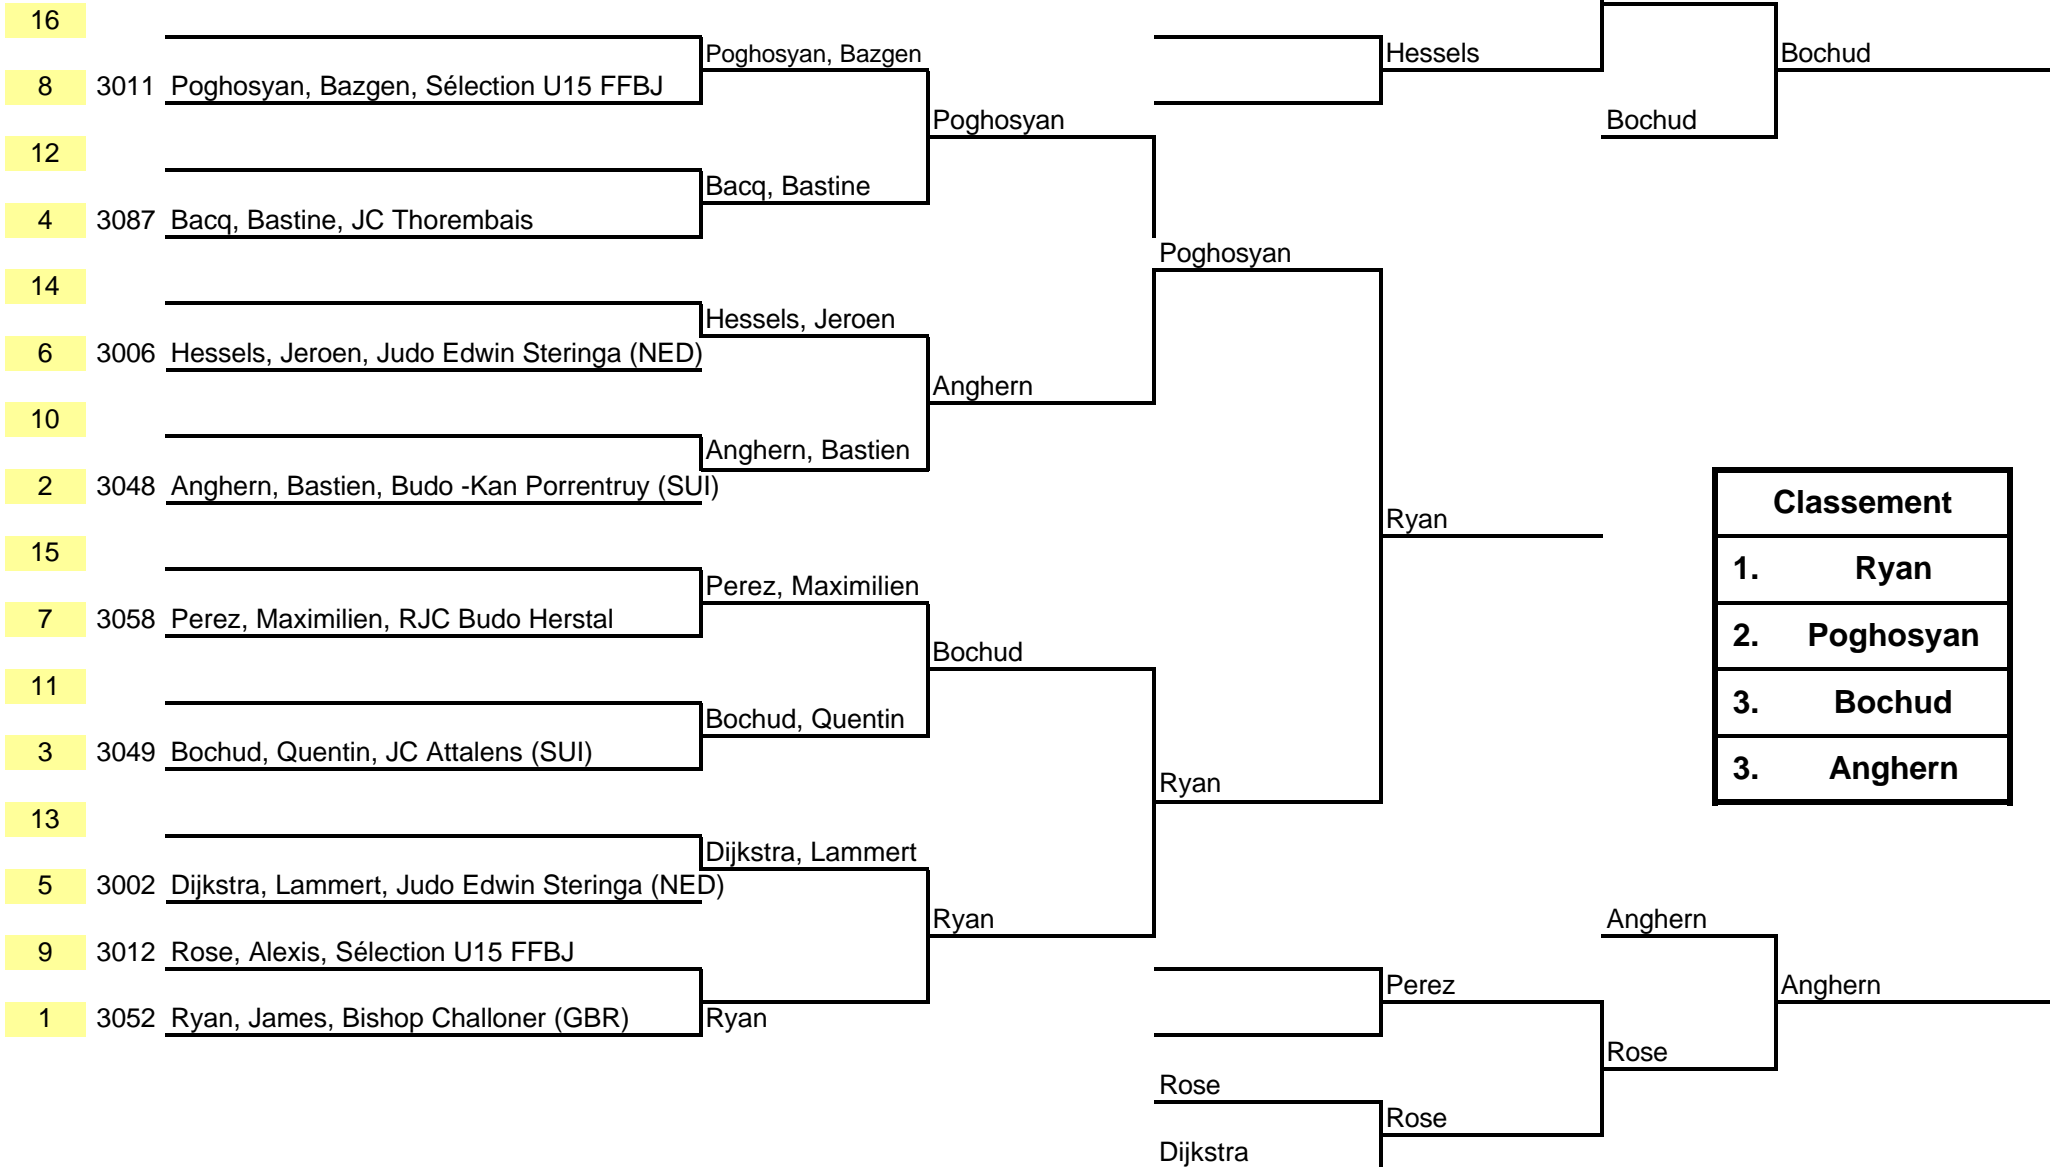 16
Poghosyan, Bazgen
Hessels
Bochud
8 3011 Poghosyan, Bazgen, Sélection U15 FFBJ
Poghosyan
Bochud
12
Bacq, Bastine
4 3087 Bacq, Bastine, JC Thorembais
Poghosyan
14
Hessels, Jeroen
6 3006 Hessels, Jeroen, Judo Edwin Steringa (NED)
Anghern
10
Anghern, Bastien
2 3048 Anghern, Bastien, Budo -Kan Porrentruy (SUI)
Classement
Ryan
15
1. Ryan
Perez, Maximilien
7 3058 Perez, Maximilien, RJC Budo Herstal
2. Poghosyan
Bochud
11
3. Bochud
Bochud, Quentin
3 3049 Bochud, Quentin, JC Attalens (SUI)
3. Anghern
Ryan
13
Dijkstra, Lammert
5 3002 Dijkstra, Lammert, Judo Edwin Steringa (NED)
Ryan
Anghern
9 3012 Rose, Alexis, Sélection U15 FFBJ
Perez
Anghern
1 3052 Ryan, James, Bishop Challoner (GBR)
Ryan
Rose
Rose
Rose
Dijkstra